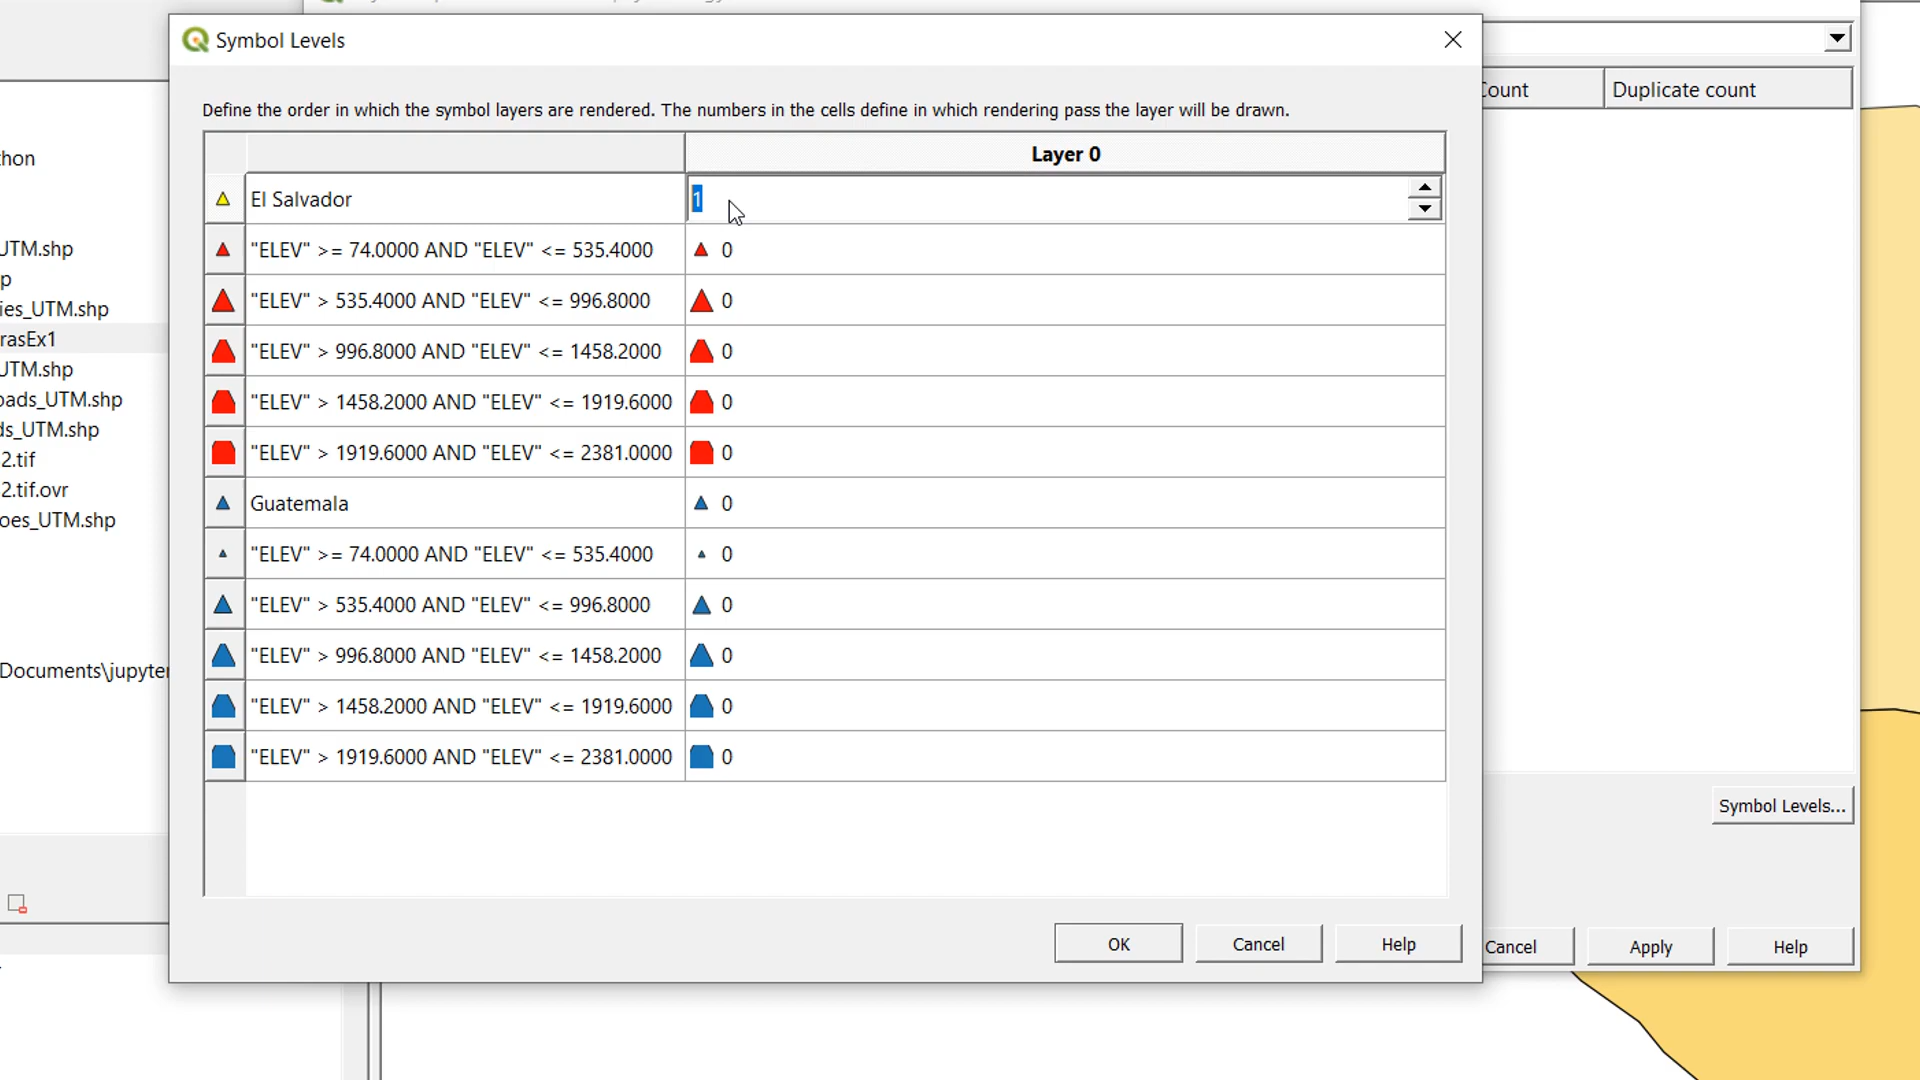 Symbol Levels
Define the order in which the symbol layers are rendered. The numbers in the cells define in which rendering pass the layer will be drawn.
Layer 0
El Salvador 1
"ELEV" >= 74.0000 AND "ELEV" <= 535.4000 0
"ELEV" > 535.4000 AND "ELEV" <= 996.8000 0
"ELEV" > 996.8000 AND "ELEV" <= 1458.2000 0
"ELEV" > 1458.2000 AND "ELEV" <= 1919.6000 0
"ELEV" > 1919.6000 AND "ELEV" <= 2381.0000 0
Guatemala 0
"ELEV" >= 74.0000 AND "ELEV" <= 535.4000 0
"ELEV" > 535.4000 AND "ELEV" <= 996.8000 0
"ELEV" > 996.8000 AND "ELEV" <= 1458.2000 0
"ELEV" > 1458.2000 AND "ELEV" <= 1919.6000 0
"ELEV" > 1919.6000 AND "ELEV" <= 2381.0000 0
OK Cancel Help
hon
UTM.shp
p
ies_UTM.shp
rasEx1
UTM.shp
oads_UTM.shp
ds_UTM.shp
2.tif
2.tif.ovr
oes_UTM.shp
Documents\jupyter
Count Duplicate count
Symbol Levels...
Cancel Apply Help